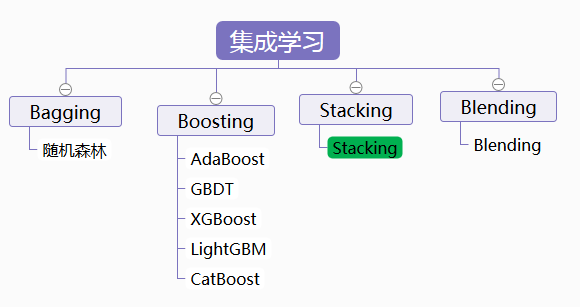 集成学习
Bagging
随机森林
Boosting
AdaBoost
GBDT
XGBoost
LightGBM
CatBoost
Stacking
Stacking
Blending
Blending